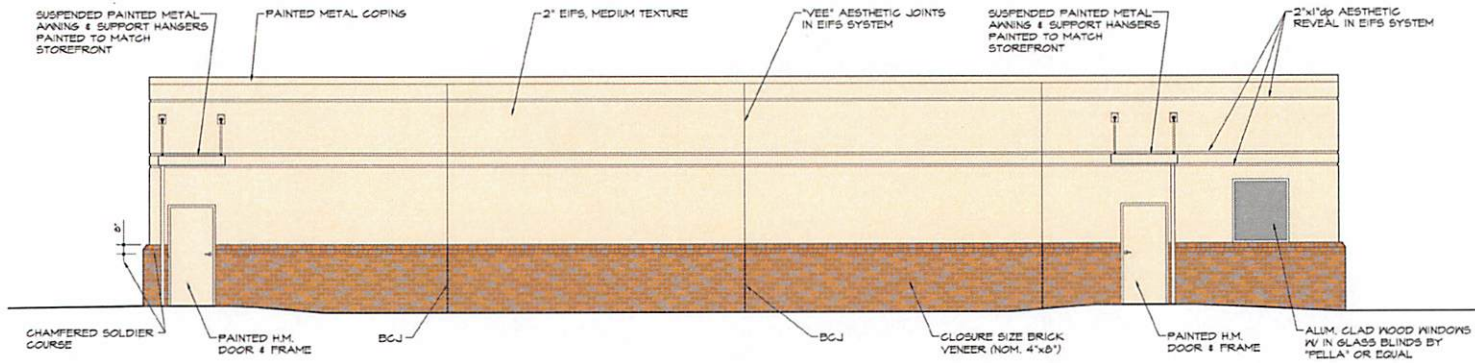 SUSPENDED PAINTED METAL
AWNING & SUPPORT HANGERS
PAINTED TO MATCH
STOREFRONT
PAINTED METAL COPING
2" EIFS, MEDIUM TEXTURE
"VEE" AESTHETIC JOINTS
IN EIFS SYSTEM
SUSPENDED PAINTED METAL
AWNING & SUPPORT HANGERS
PAINTED TO MATCH
STOREFRONT
2"x1"dp AESTHETIC
REVEAL IN EIFS SYSTEM
8"
CHAMFERED SOLDIER
COURSE
PAINTED H.M.
DOOR & FRAME
BCJ
BCJ
CLOSURE SIZE BRICK
VENEER (NOM. 4"x8")
PAINTED H.M.
DOOR & FRAME
ALUM. CLAD WOOD WINDOWS
W/ IN GLASS BLINDS BY
"PELLA" OR EQUAL